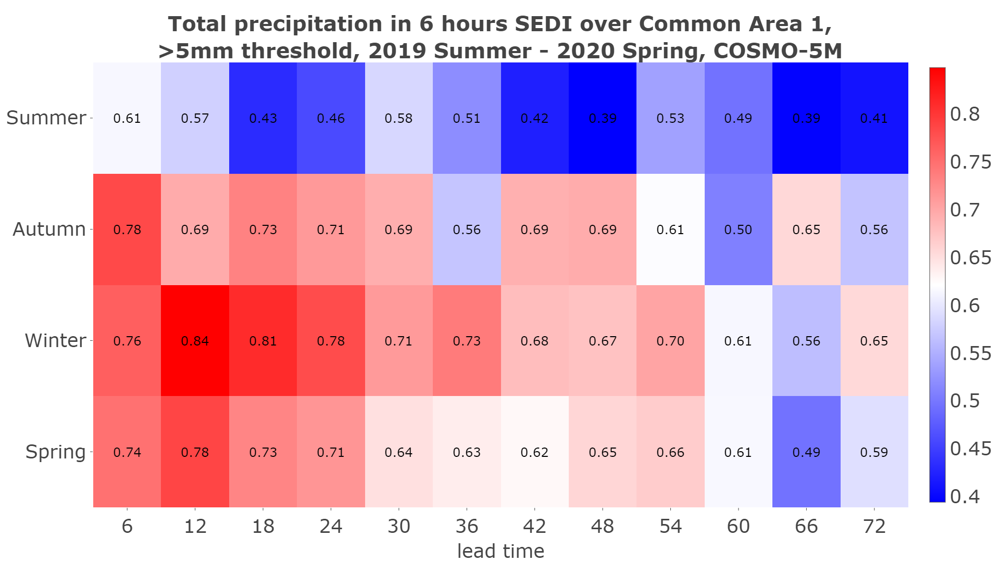 Total precipitation in 6 hours SEDI over Common Area 1,
>5mm threshold, 2019 Summer - 2020 Spring, COSMO-5M
Summer 0.61 0.57 0.43 0.46 0.58 0.51 0.42 0.39 0.53 0.49 0.39 0.41
Autumn 0.78 0.69 0.73 0.71 0.69 0.56 0.69 0.69 0.61 0.50 0.65 0.56
Winter 0.76 0.84 0.81 0.78 0.71 0.73 0.68 0.67 0.70 0.61 0.56 0.65
Spring 0.74 0.78 0.73 0.71 0.64 0.63 0.62 0.65 0.66 0.61 0.49 0.59
6 12 18 24 30 36 42 48 54 60 66 72
lead time
0.8
0.75
0.7
0.65
0.6
0.55
0.5
0.45
0.4